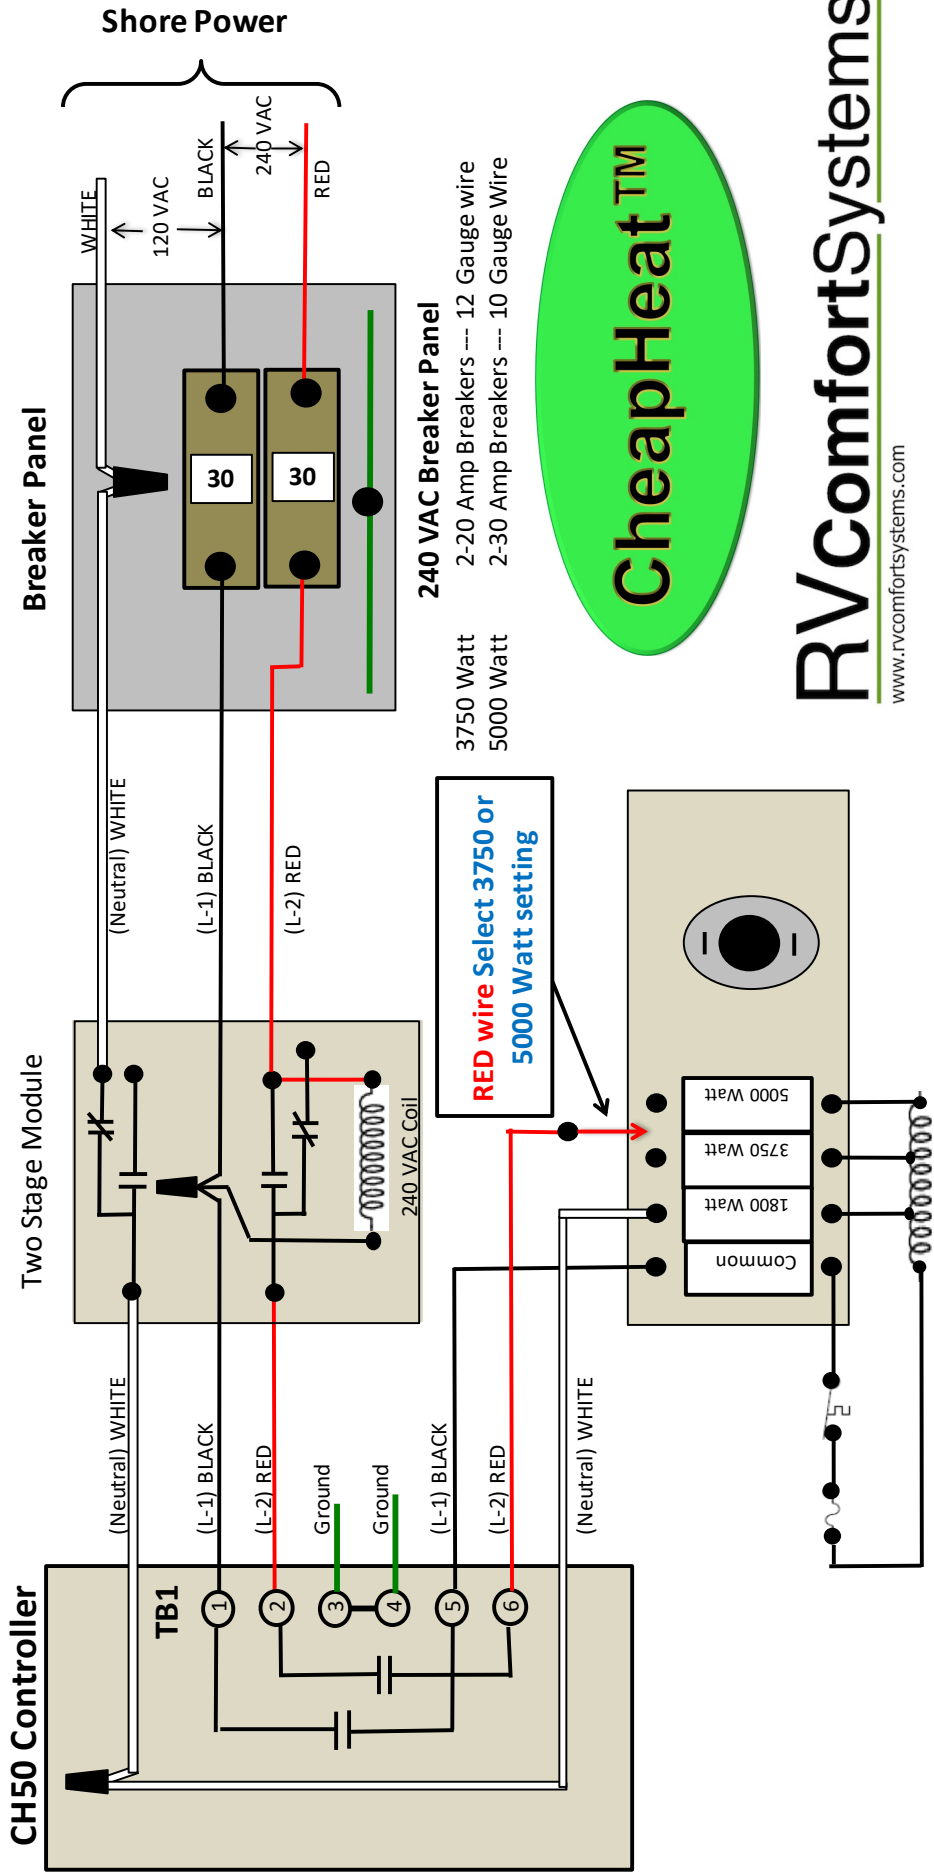 Shore Power
WHITE
120 VAC
BLACK
240 VAC
RED
Breaker Panel
30
30
240 VAC Breaker Panel
3750 Watt 2-20 Amp Breakers --- 12 Gauge wire
5000 Watt 2-30 Amp Breakers --- 10 Gauge Wire
CheapHeat™
RVcomfortSystems
www.rvcomfortsystems.com
(Neutral) WHITE
(L-1) BLACK
(L-2) RED
Two Stage Module
240 VAC Coil
RED wire Select 3750 or
5000 Watt setting
5000 Watt
3750 Watt
1800 Watt
Common
(Neutral) WHITE
(L-1) BLACK
(L-2) RED
Ground
Ground
(L-1) BLACK
(L-2) RED
(Neutral) WHITE
CH50 Controller
TB1
1
2
3
4
5
6